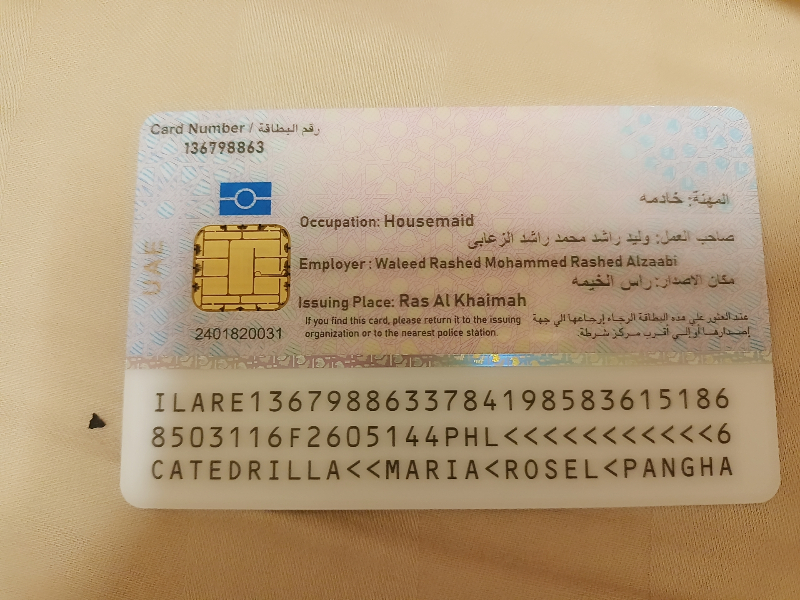 Card Number / رقم البطاقة
136798863
المهنة: خادمه
Occupation: Housemaid
صاحب العمل: وليد راشد محمد راشد الزعابى
Employer : Waleed Rashed Mohammed Rashed Alzaabi
مكان الاصدار: راس الخيمه
Issuing Place: Ras Al Khaimah
UAE
If you find this card, please return it to the issuing
organization or to the nearest police station.
عند العثور على هذه البطاقة الرجاء إرجاعها الي جهة
إصدارها أو إلى أقرب مركز شرطة.
2401820031
ILARE1367988633784198583615186
8503116F2605144PHL<<<<<<<<<<<6
CATEDRILLA<<MARIA<ROSEL<PANGHA